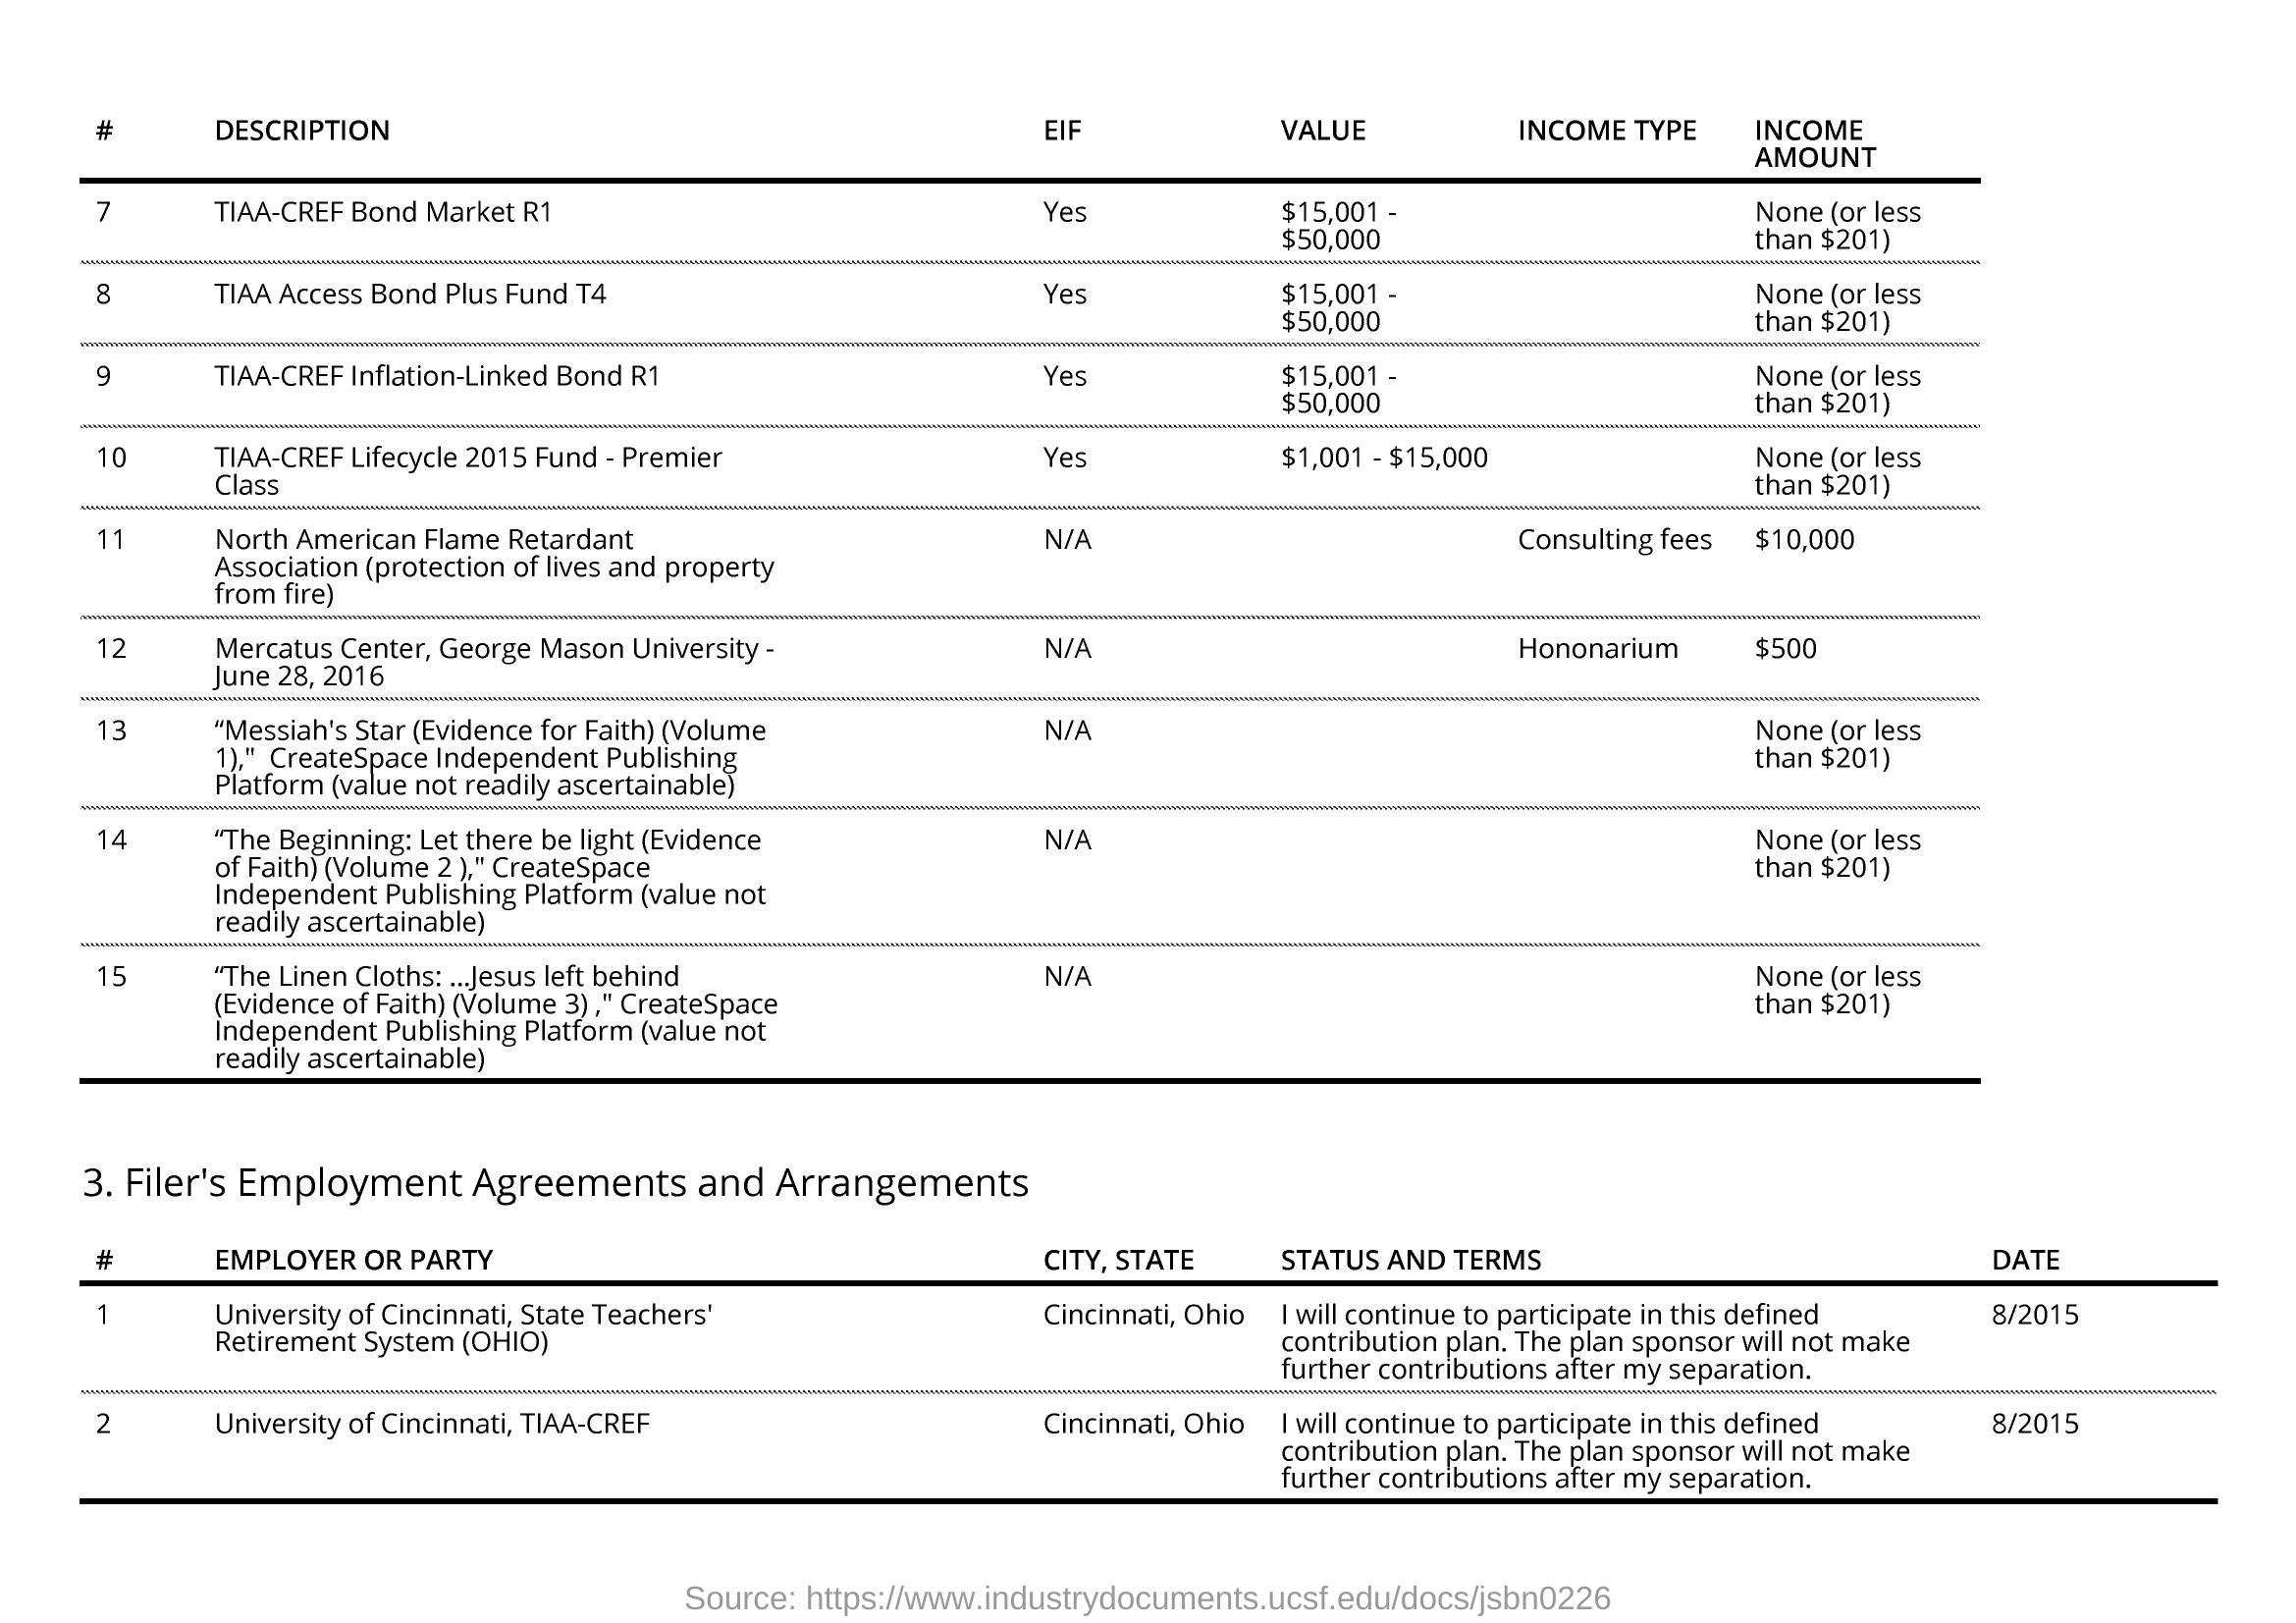 # DESCRIPTION EIF VALUE INCOME TYPE INCOME
AMOUNT
7 TIAA-CREF Bond Market R1 Yes $15,001 - None (or less
$50,000 than $201)
8 TIAA Access Bond Plus Fund T4 Yes $15,001 - None (or less
$50,000 than $201)
9 TIAA-CREF Inflation-Linked Bond R1 Yes $15,001 - None (or less
$50,000 than $201)
10 TIAA-CREF Lifecycle 2015 Fund - Premier Yes $1,001 - $15,000 None (or less
Class than $201)
11 North American Flame Retardant N/A Consulting fees $10,000
Association (protection of lives and property
from fire)
12 Mercatus Center, George Mason University - N/A Hononarium $500
June 28, 2016
13 “Messiah's Star (Evidence for Faith) (Volume N/A None (or less
1)," CreateSpace Independent Publishing than $201)
Platform (value not readily ascertainable)
14 “The Beginning: Let there be light (Evidence N/A None (or less
of Faith) (Volume 2 )," CreateSpace than $201)
Independent Publishing Platform (value not
readily ascertainable)
15 “The Linen Cloths: ...Jesus left behind N/A None (or less
(Evidence of Faith) (Volume 3) ," CreateSpace than $201)
Independent Publishing Platform (value not
readily ascertainable)
3. Filer's Employment Agreements and Arrangements
# EMPLOYER OR PARTY CITY, STATE STATUS AND TERMS DATE
1 University of Cincinnati, State Teachers' Cincinnati, Ohio I will continue to participate in this defined 8/2015
Retirement System (OHIO) contribution plan. The plan sponsor will not make
further contributions after my separation.
2 University of Cincinnati, TIAA-CREF Cincinnati, Ohio I will continue to participate in this defined 8/2015
contribution plan. The plan sponsor will not make
further contributions after my separation.
Source: https://www.industrydocuments.ucsf.edu/docs/jsbn0226